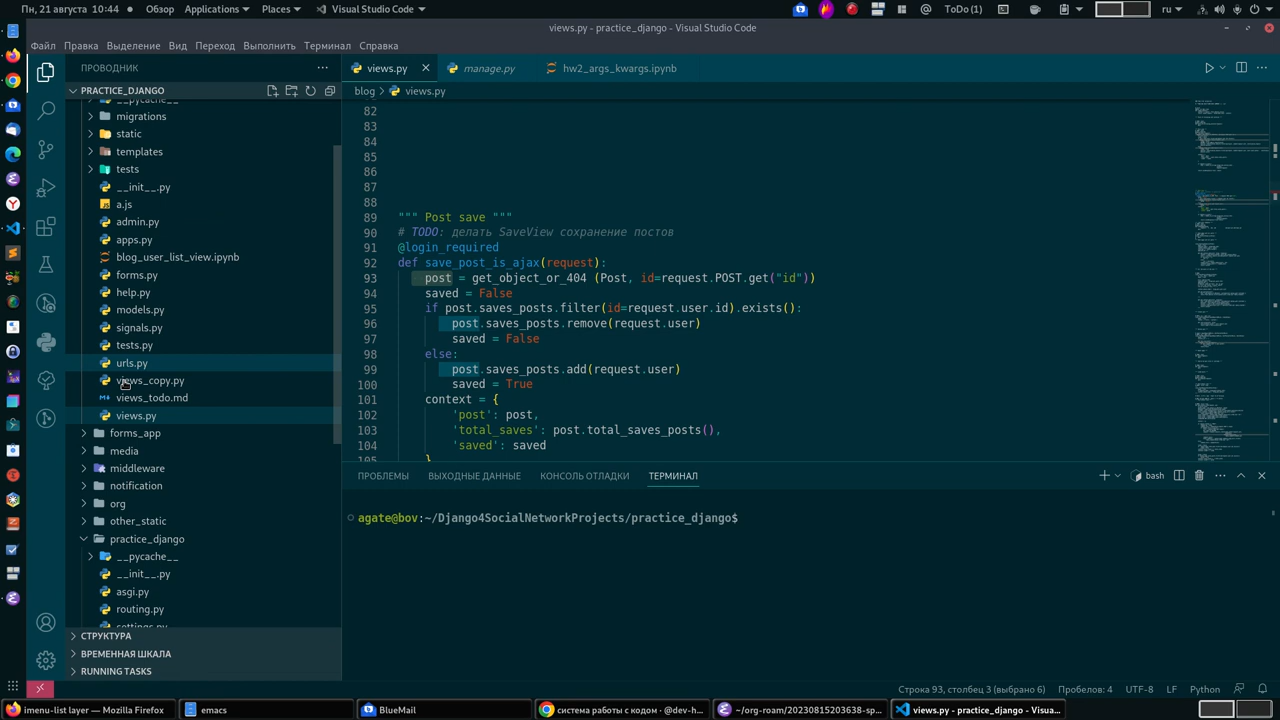 Пн, 21 августа, 10:44 Обзор Applications Places Visual Studio Code ToDo(1) ru
views.py - practice_django - Visual Studio Code
Файл Правка Выделение Вид Переход Выполнить Терминал Справка
ПРОВОДНИК
views.py manage.py hw2_args_kwargs.ipynb
PRACTICE_DJANGO
blog views.py
__pycache__
migrations
static
templates
tests
__init__.py
a.js
admin.py
apps.py
blog_user_list_view.ipynb
forms.py
help.py
models.py
signals.py
tests.py
urls.py
views_copy.py
views_todo.md
views.py
forms_app
media
middleware
notification
org
other_static
practice_django
__pycache__
__init__.py
asgi.py
routing.py
settings.py
СТРУКТУРА
ВРЕМЕННАЯ ШКАЛА
RUNNING TASKS
82
83
84
85
86
87
88
89 """ Post save """
90 # TODO: делать SaveView сохранение постов
91 @login_required
92 def save_post_is_ajax(request):
93 post = get_object_or_404 (Post, id=request.POST.get("id"))
94 saved = False
95 if post.saves_posts.filter(id=request.user.id).exists():
96 post.saves_posts.remove(request.user)
97 saved = False
98 else:
99 post.saves_posts.add(request.user)
100 saved = True
101 context = {
102 'post': post,
103 'total_saves': post.total_saves_posts(),
104 'saved': saved
105 }
ПРОБЛЕМЫ ВЫХОДНЫЕ ДАННЫЕ КОНСОЛЬ ОТЛАДКИ ТЕРМИНАЛ bash
agate@bov:~/Django4SocialNetworkProjects/practice_django$
Строка 93, столбец 3 (выбрано 6) Пробелов: 4 UTF-8 LF Python
imenu-list layer — Mozilla Firefox emacs BlueMail система работы с кодом – @dev-h... ~/org-roam/20230815203638-sp... views.py - practice_django - Visua...